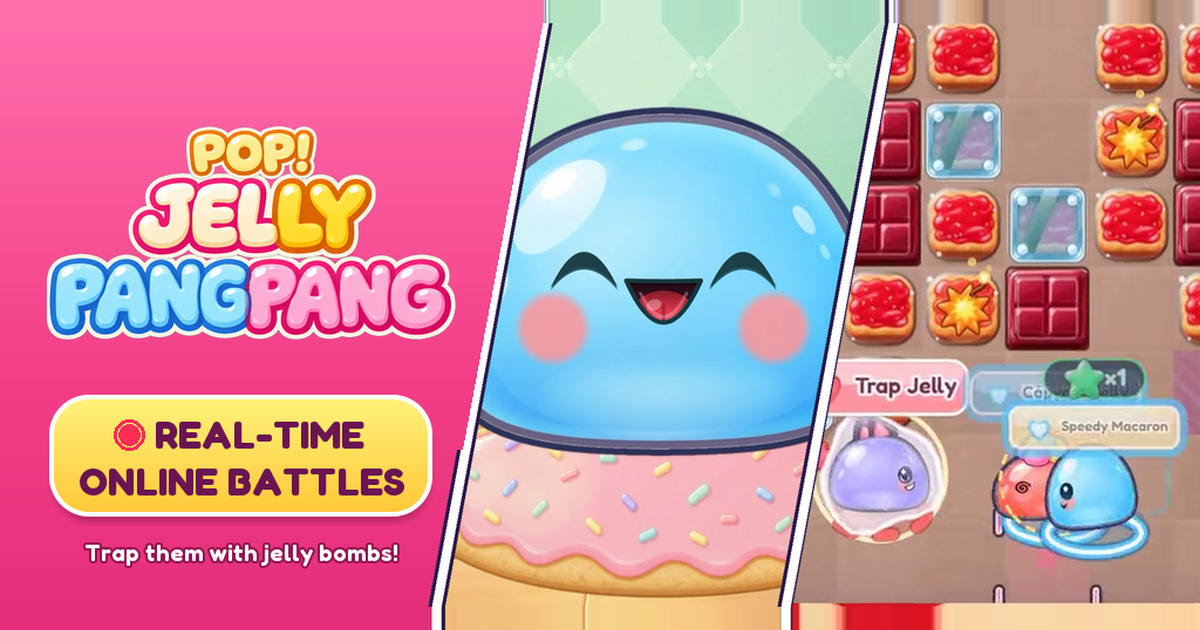 POP!
JELLY
PANGPANG
REAL-TIME
ONLINE BATTLES
Trap them with jelly bombs!
Trap Jelly
x1
Speedy Macaron